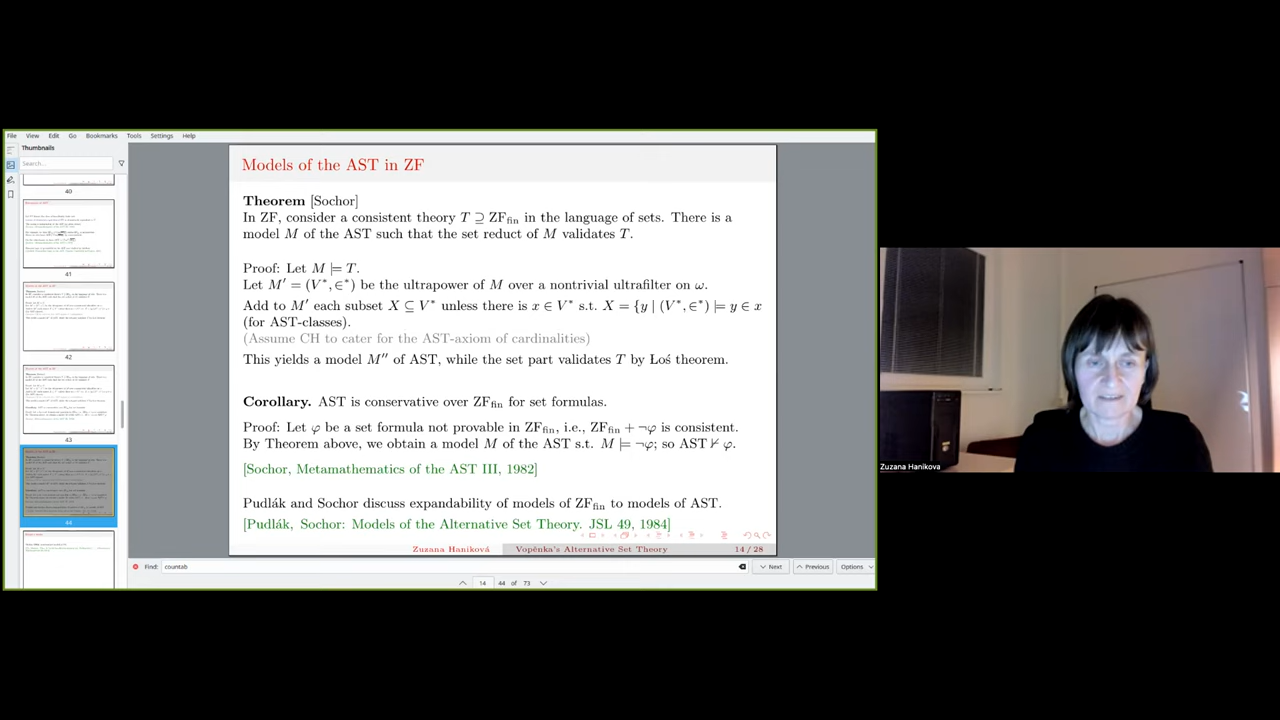 File View Edit Go Bookmarks Tools Settings Help
Thumbnails
Search...
40
41
42
43
44
Models of the AST in ZF
Theorem [Sochor]
In ZF, consider a consistent theory T ⊇ ZF_fin in the language of sets. There is a
model M of the AST such that the set reduct of M validates T.
Proof: Let M ⊨ T.
Let M′ = (V*, ∈*) be the ultrapower of M over a nontrivial ultrafilter on ω.
Add to M′ each subset X ⊆ V* unless there is x ∈ V* s.t. X = {y | (V*, ∈*) ⊨ y ∈ x
(for AST-classes).
(Assume CH to cater for the AST-axiom of cardinalities)
This yields a model M″ of AST, while the set part validates T by Loś theorem.
Corollary. AST is conservative over ZF_fin for set formulas.
Proof: Let φ be a set formula not provable in ZF_fin, i.e., ZF_fin + ¬φ is consistent.
By Theorem above, we obtain a model M of the AST s.t. M ⊨ ¬φ; so AST ⊬ φ.
[Sochor, Metamathematics of the AST III, 1982]
Pudlák and Sochor discuss expandability of models of ZF_fin to models of AST.
[Pudlák, Sochor: Models of the Alternative Set Theory. JSL 49, 1984]
Zuzana Haniková Vopěnka's Alternative Set Theory 14 / 28
Find: countab Next Previous Options
14 44 of 73
Zuzana Hanikova